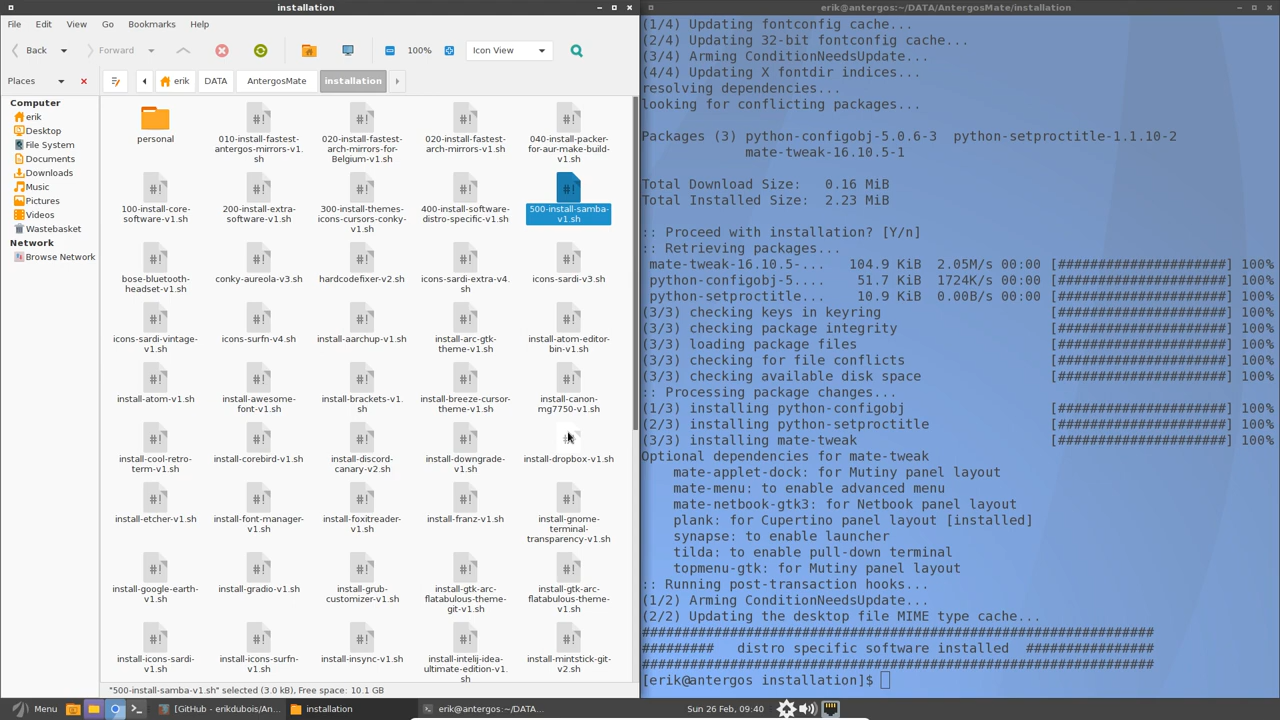 installation
File Edit View Go Bookmarks Help
Back Forward 100% Icon View
Places erik DATA AntergosMate installation
Computer
erik
Desktop
File System
Documents
Downloads
Music
Pictures
Videos
Wastebasket
Network
Browse Network
personal
010-install-fastest-
antergos-mirrors-v1.
sh
020-install-fastest-
arch-mirrors-for-
Belgium-v1.sh
020-install-fastest-
arch-mirrors-v1.sh
040-install-packer-
for-aur-make-build-
v1.sh
100-install-core-
software-v1.sh
200-install-extra-
software-v1.sh
300-install-themes-
icons-cursors-conky-
v1.sh
400-install-software-
distro-specific-v1.sh
500-install-samba-
v1.sh
bose-bluetooth-
headset-v1.sh
conky-aureola-v3.sh
hardcodefixer-v2.sh
icons-sardi-extra-v4.
sh
icons-sardi-v3.sh
icons-sardi-vintage-
v1.sh
icons-surfn-v4.sh
install-aarchup-v1.sh
install-arc-gtk-
theme-v1.sh
install-atom-editor-
bin-v1.sh
install-atom-v1.sh
install-awesome-
font-v1.sh
install-brackets-v1.
sh
install-breeze-cursor-
theme-v1.sh
install-canon-
mg7750-v1.sh
install-cool-retro-
term-v1.sh
install-corebird-v1.sh
install-discord-
canary-v2.sh
install-downgrade-
v1.sh
install-dropbox-v1.sh
install-etcher-v1.sh
install-font-manager-
v1.sh
install-foxitreader-
v1.sh
install-franz-v1.sh
install-gnome-
terminal-
transparency-v1.sh
install-google-earth-
v1.sh
install-gradio-v1.sh
install-grub-
customizer-v1.sh
install-gtk-arc-
flatabulous-theme-
git-v1.sh
install-gtk-arc-
flatabulous-theme-
v1.sh
install-icons-sardi-
v1.sh
install-icons-surfn-
v1.sh
install-insync-v1.sh
install-intelij-idea-
ultimate-edition-v1.
sh
install-mintstick-git-
v2.sh
"500-install-samba-v1.sh" selected (3.0 kB), Free space: 10.1 GB
erik@antergos:~/DATA/AntergosMate/installation
(1/4) Updating fontconfig cache...
(2/4) Updating 32-bit fontconfig cache...
(3/4) Arming ConditionNeedsUpdate...
(4/4) Updating X fontdir indices...
resolving dependencies...
looking for conflicting packages...
Packages (3) python-configobj-5.0.6-3 python-setproctitle-1.1.10-2
mate-tweak-16.10.5-1
Total Download Size: 0.16 MiB
Total Installed Size: 2.23 MiB
:: Proceed with installation? [Y/n]
:: Retrieving packages...
mate-tweak-16.10.5-... 104.9 KiB 2.05M/s 00:00 [######################] 100%
python-configobj-5.... 51.7 KiB 1724K/s 00:00 [######################] 100%
python-setproctitle... 10.9 KiB 0.00B/s 00:00 [######################] 100%
(3/3) checking keys in keyring [######################] 100%
(3/3) checking package integrity [######################] 100%
(3/3) loading package files [######################] 100%
(3/3) checking for file conflicts [######################] 100%
(3/3) checking available disk space [######################] 100%
:: Processing package changes...
(1/3) installing python-configobj [######################] 100%
(2/3) installing python-setproctitle [######################] 100%
(3/3) installing mate-tweak [######################] 100%
Optional dependencies for mate-tweak
mate-applet-dock: for Mutiny panel layout
mate-menu: to enable advanced menu
mate-netbook-gtk3: for Netbook panel layout
plank: for Cupertino panel layout [installed]
synapse: to enable launcher
tilda: to enable pull-down terminal
topmenu-gtk: for Mutiny panel layout
:: Running post-transaction hooks...
(1/2) Arming ConditionNeedsUpdate...
(2/2) Updating the desktop file MIME type cache...
################################################################
######### distro specific software installed ################
################################################################
[erik@antergos installation]$
Menu [GitHub - erikdubois/An... installation erik@antergos:~/DATA... Sun 26 Feb, 09:40